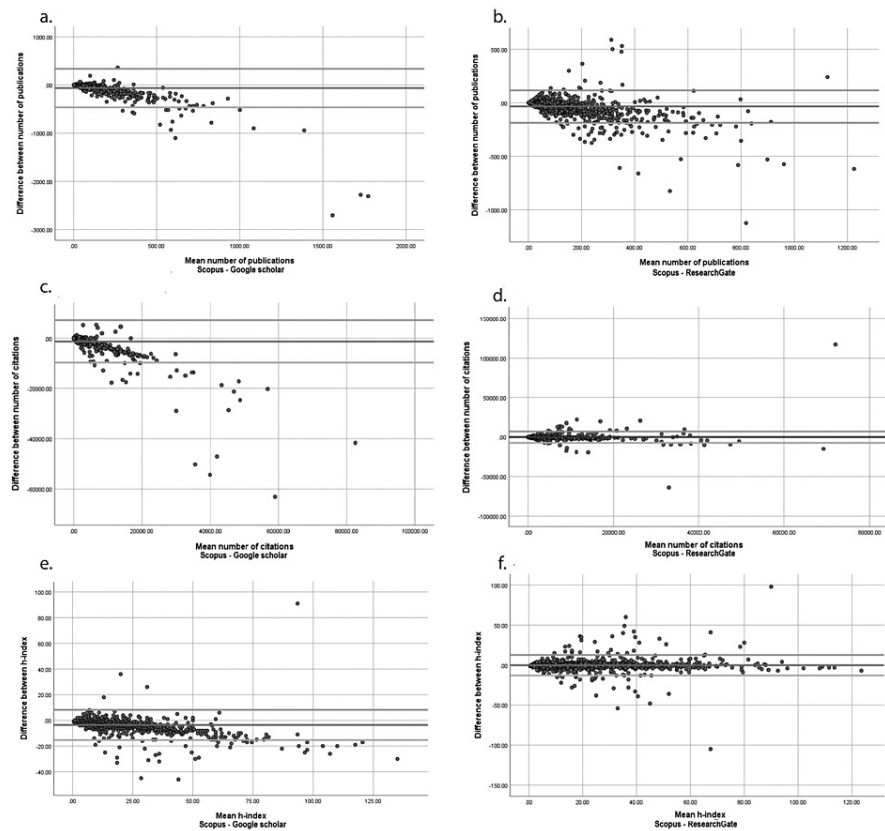 a.
Difference between number of publications
1000.00
.00
-1000.00
-2000.00
-3000.00
.00 500.00 1000.00 1500.00 2000.00
Mean number of publications
Scopus - Google scholar
b.
Difference between number of publications
500.00
.00
-500.00
-1000.00
.00 200.00 400.00 600.00 800.00 1000.00 1200.00
Mean number of publications
Scopus - ResearchGate
c.
Difference between number of citations
.00
-20000.00
-40000.00
-60000.00
.00 20000.00 40000.00 60000.00 80000.00 100000.00
Mean number of citations
Scopus - Google scholar
d.
Difference between number of citations
150000.00
100000.00
50000.00
.00
-50000.00
-100000.00
.00 20000.00 40000.00 60000.00 80000.00
Mean number of citations
Scopus - ResearchGate
e.
Difference between h-index
100.00
80.00
60.00
40.00
20.00
.00
-20.00
-40.00
.00 25.00 50.00 75.00 100.00 125.00
Mean h-index
Scopus - Google scholar
f.
Difference between h-index
100.00
50.00
.00
-50.00
-100.00
-150.00
.00 20.00 40.00 60.00 80.00 100.00 120.00
Mean h-index
Scopus - ResearchGate